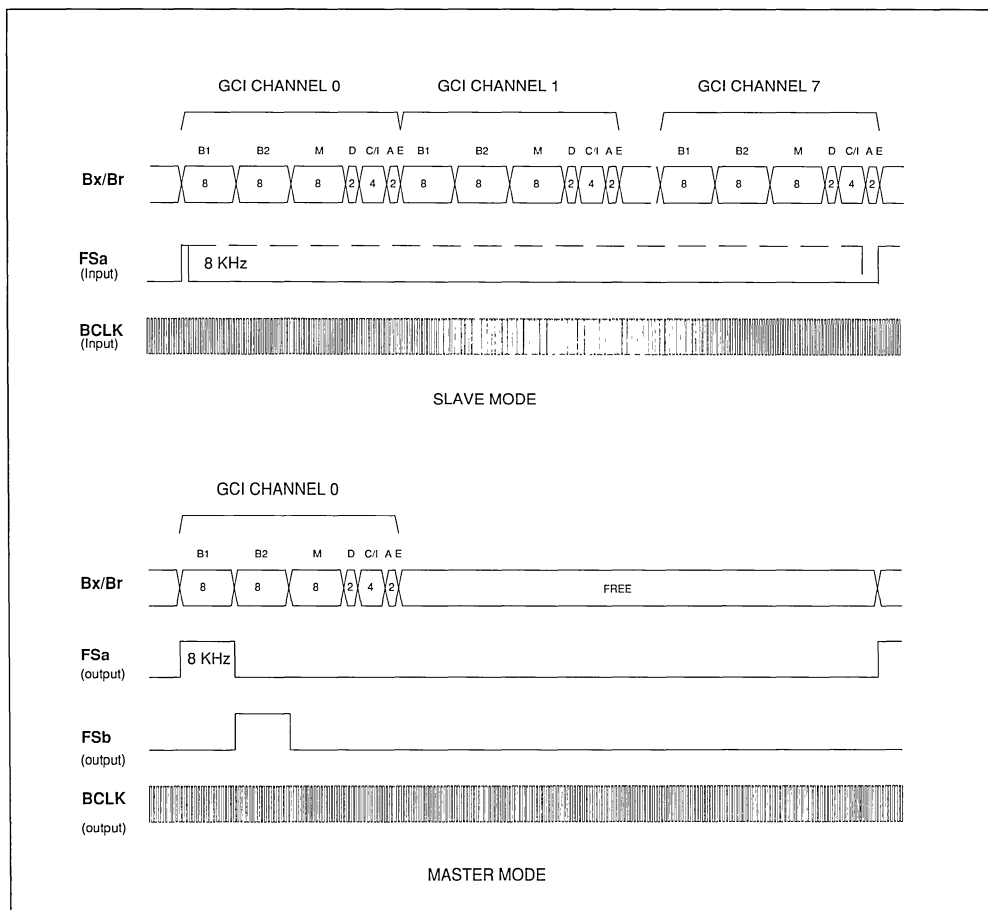 GCI CHANNEL 0 GCI CHANNEL 1 GCI CHANNEL 7
B1 B2 M D C/I A E B1 B2 M D C/I A E B1 B2 M D C/I A E
Bx/Br 8 8 8 2 4 2 8 8 8 2 4 2 8 8 8 2 4 2
FSa 8 KHz
(Input)
BCLK
(Input)
SLAVE MODE
GCI CHANNEL 0
B1 B2 M D C/I A E
Bx/Br 8 8 8 2 4 2 FREE
FSa 8 KHz
(output)
FSb
(output)
BCLK
(output)
MASTER MODE